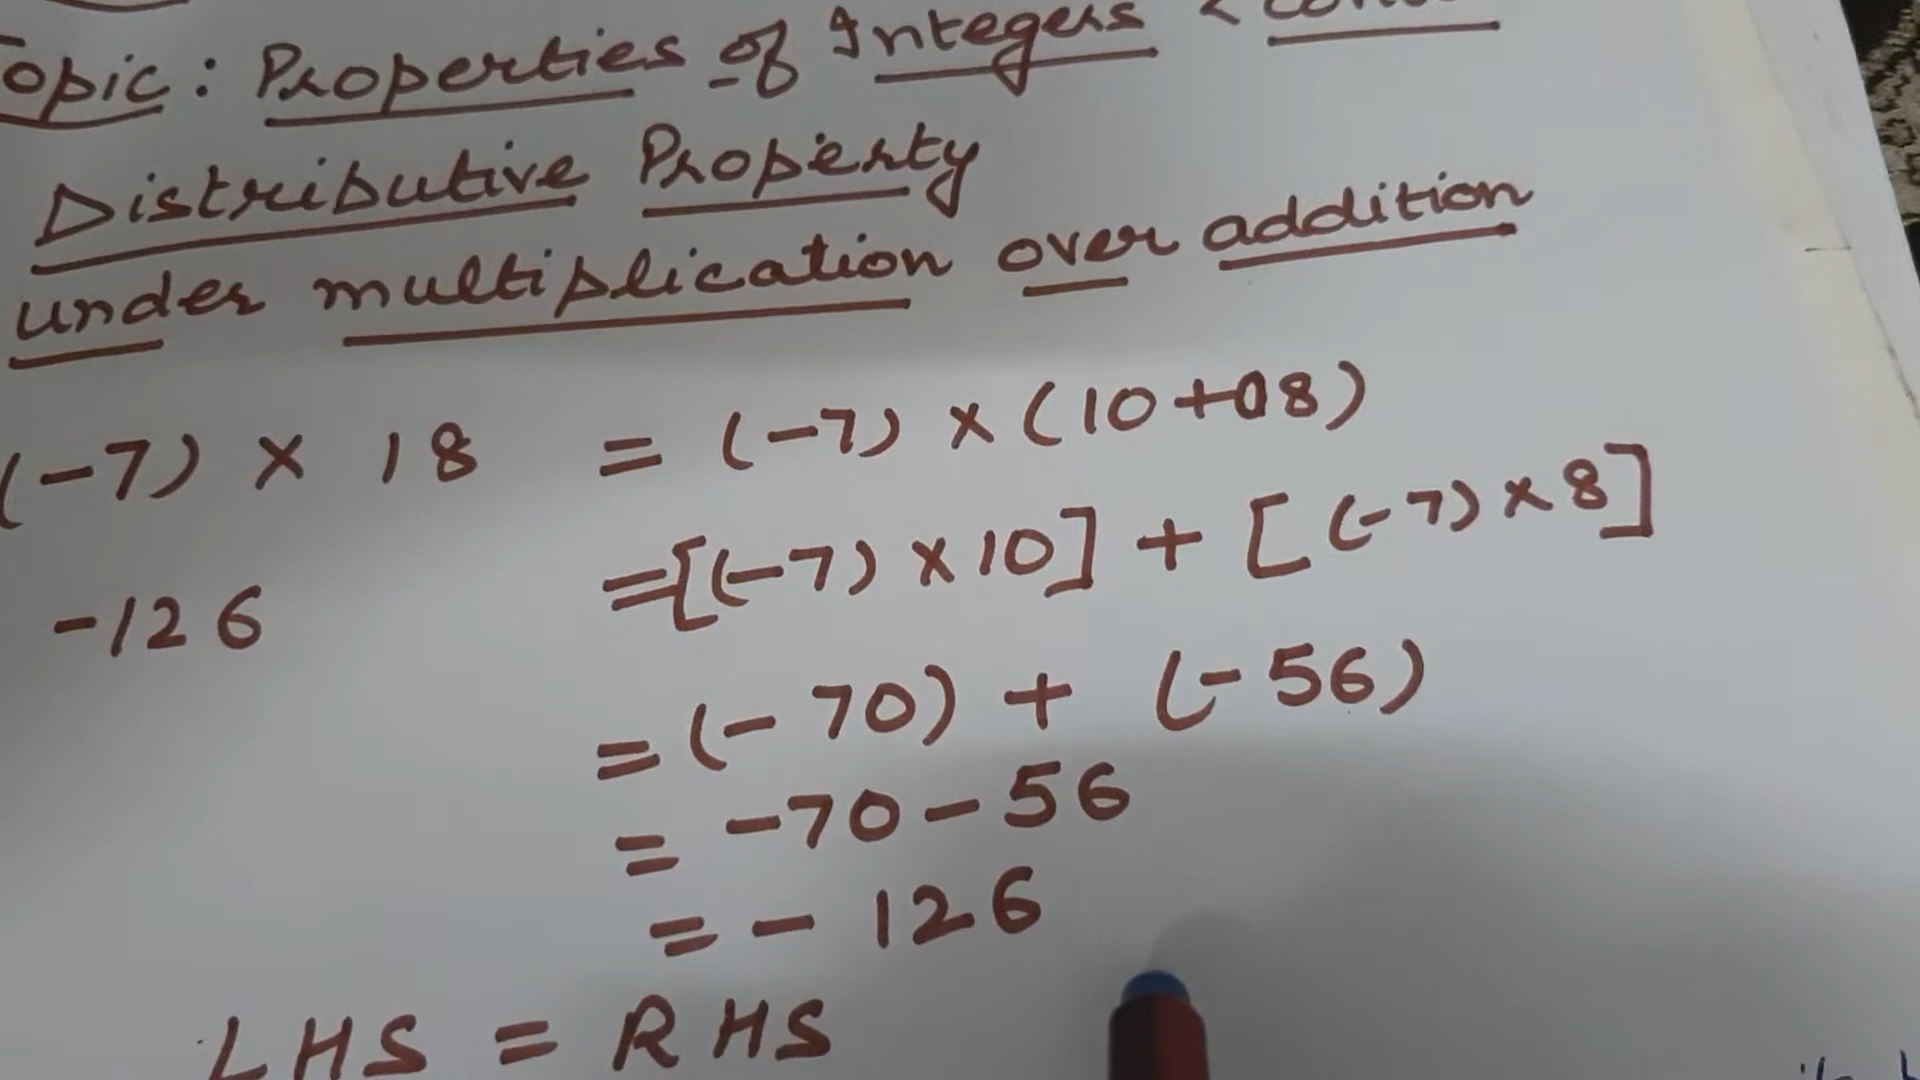 opic: Properties of Integers <
Distributive Property
under multiplication over addition
(-7) × 18 = (-7) × (10+08)
=[(-7) × 10] + [(-7) × 8]
-126
=(-70) + (-56)
= -70-56
= - 126
LHS = RHS